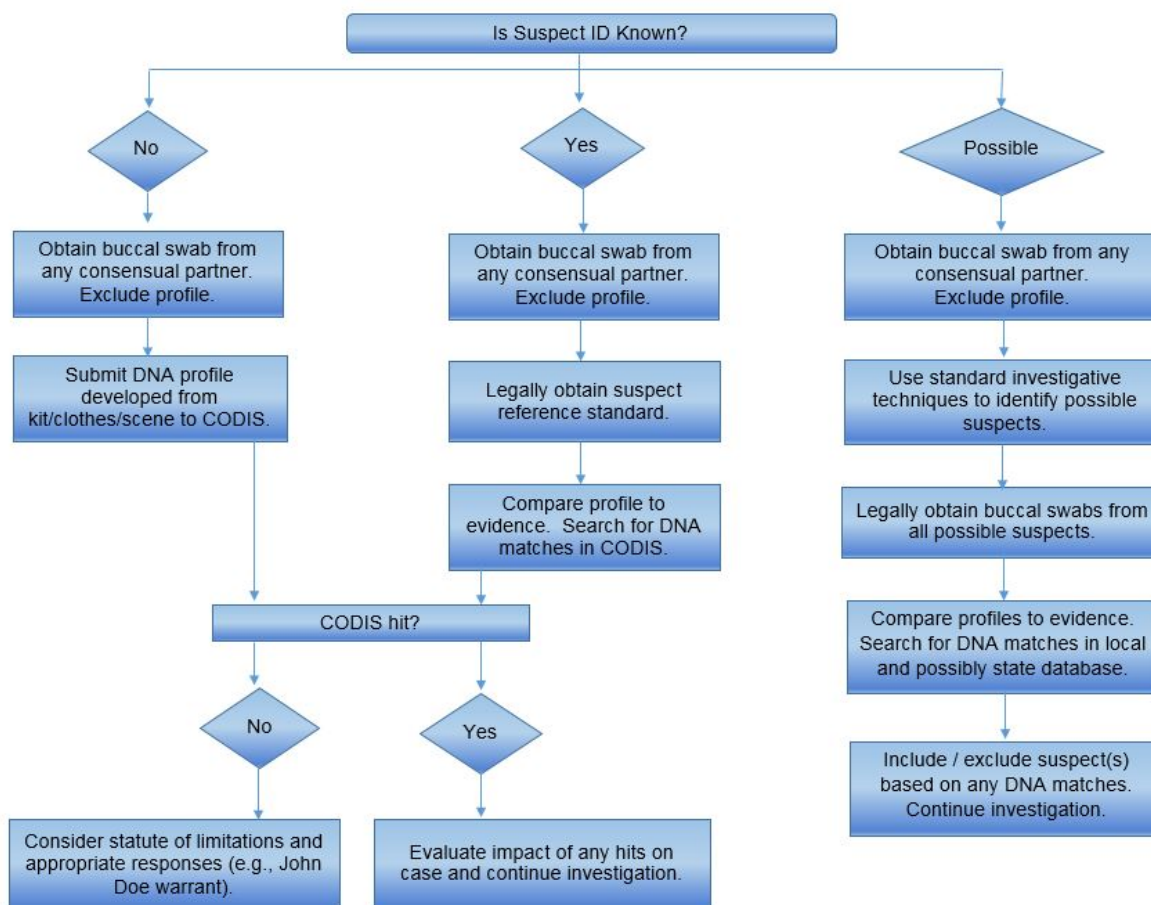 Is Suspect ID Known?
No
Yes
Possible
Obtain buccal swab from
any consensual partner.
Exclude profile.
Obtain buccal swab from
any consensual partner.
Exclude profile.
Obtain buccal swab from any
consensual partner.
Exclude profile.
Submit DNA profile
developed from
kit/clothes/scene to CODIS.
Legally obtain suspect
reference standard.
Use standard investigative
techniques to identify possible
suspects.
Compare profile to
evidence. Search for DNA
matches in CODIS.
Legally obtain buccal swabs from
all possible suspects.
CODIS hit?
Compare profiles to evidence.
Search for DNA matches in local
and possibly state database.
No
Yes
Include / exclude suspect(s)
based on any DNA matches.
Continue investigation.
Consider statute of limitations and
appropriate responses (e.g., John
Doe warrant).
Evaluate impact of any hits on
case and continue investigation.